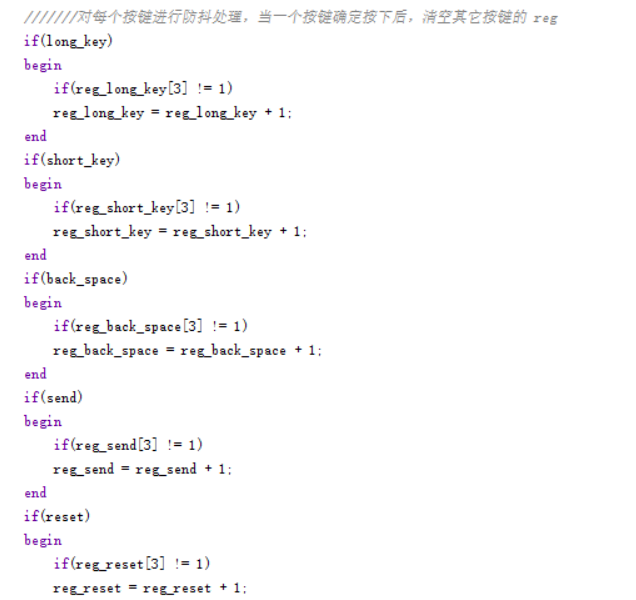 ///////对每个按键进行防抖处理，当一个按键确定按下后，清空其它按键的 reg
if(long_key)
begin
if(reg_long_key[3] != 1)
reg_long_key = reg_long_key + 1;
end
if(short_key)
begin
if(reg_short_key[3] != 1)
reg_short_key = reg_short_key + 1;
end
if(back_space)
begin
if(reg_back_space[3] != 1)
reg_back_space = reg_back_space + 1;
end
if(send)
begin
if(reg_send[3] != 1)
reg_send = reg_send + 1;
end
if(reset)
begin
if(reg_reset[3] != 1)
reg_reset = reg_reset + 1;